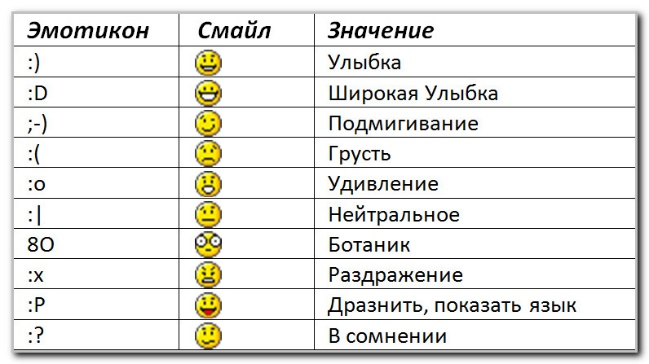 Эмотикон Смайл Значение
:) Улыбка
:D Широкая Улыбка
;-) Подмигивание
:( Грусть
:o Удивление
:| Нейтральное
8O Ботаник
:x Раздражение
:P Дразнить, показать язык
:? В сомнении